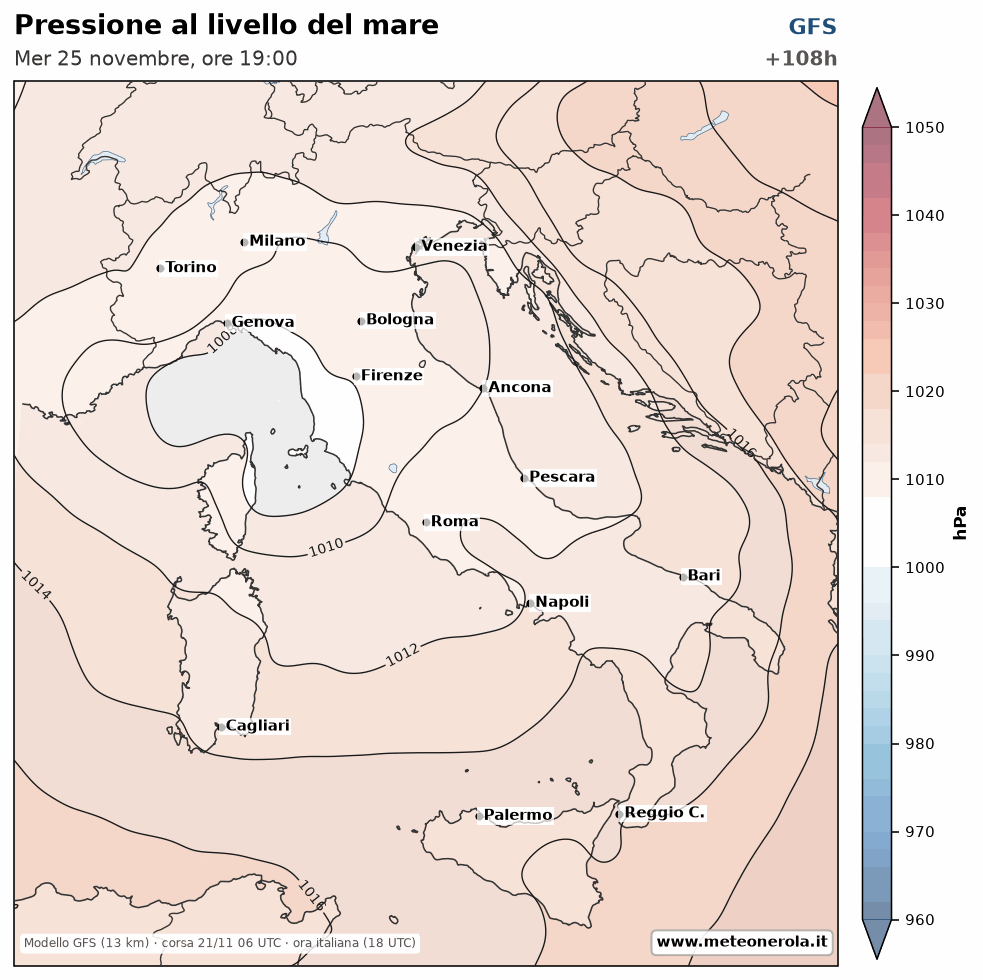 Pressione al livello del mare
GFS
Mer 25 novembre, ore 19:00
+108h
1050
1040
1030
1020
1010
1000
990
980
970
960
hPa
Milano
Venezia
Torino
Genova
Bologna
1008
Firenze
Ancona
1016
Pescara
Roma
1010
Bari
1014
Napoli
1012
Cagliari
Palermo
Reggio C.
1016
Modello GFS (13 km) · corsa 21/11 06 UTC · ora italiana (18 UTC)
www.meteonerola.it